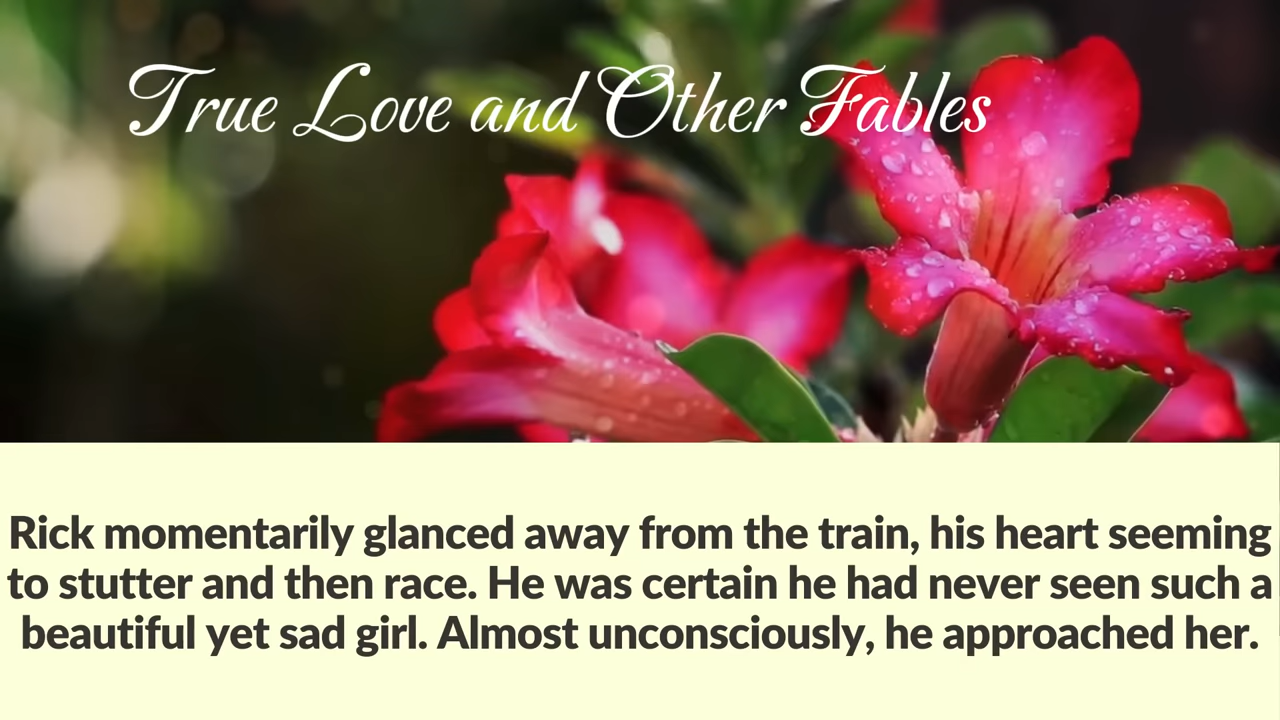 True Love and Other Fables
Rick momentarily glanced away from the train, his heart seeming
to stutter and then race. He was certain he had never seen such a
beautiful yet sad girl. Almost unconsciously, he approached her.